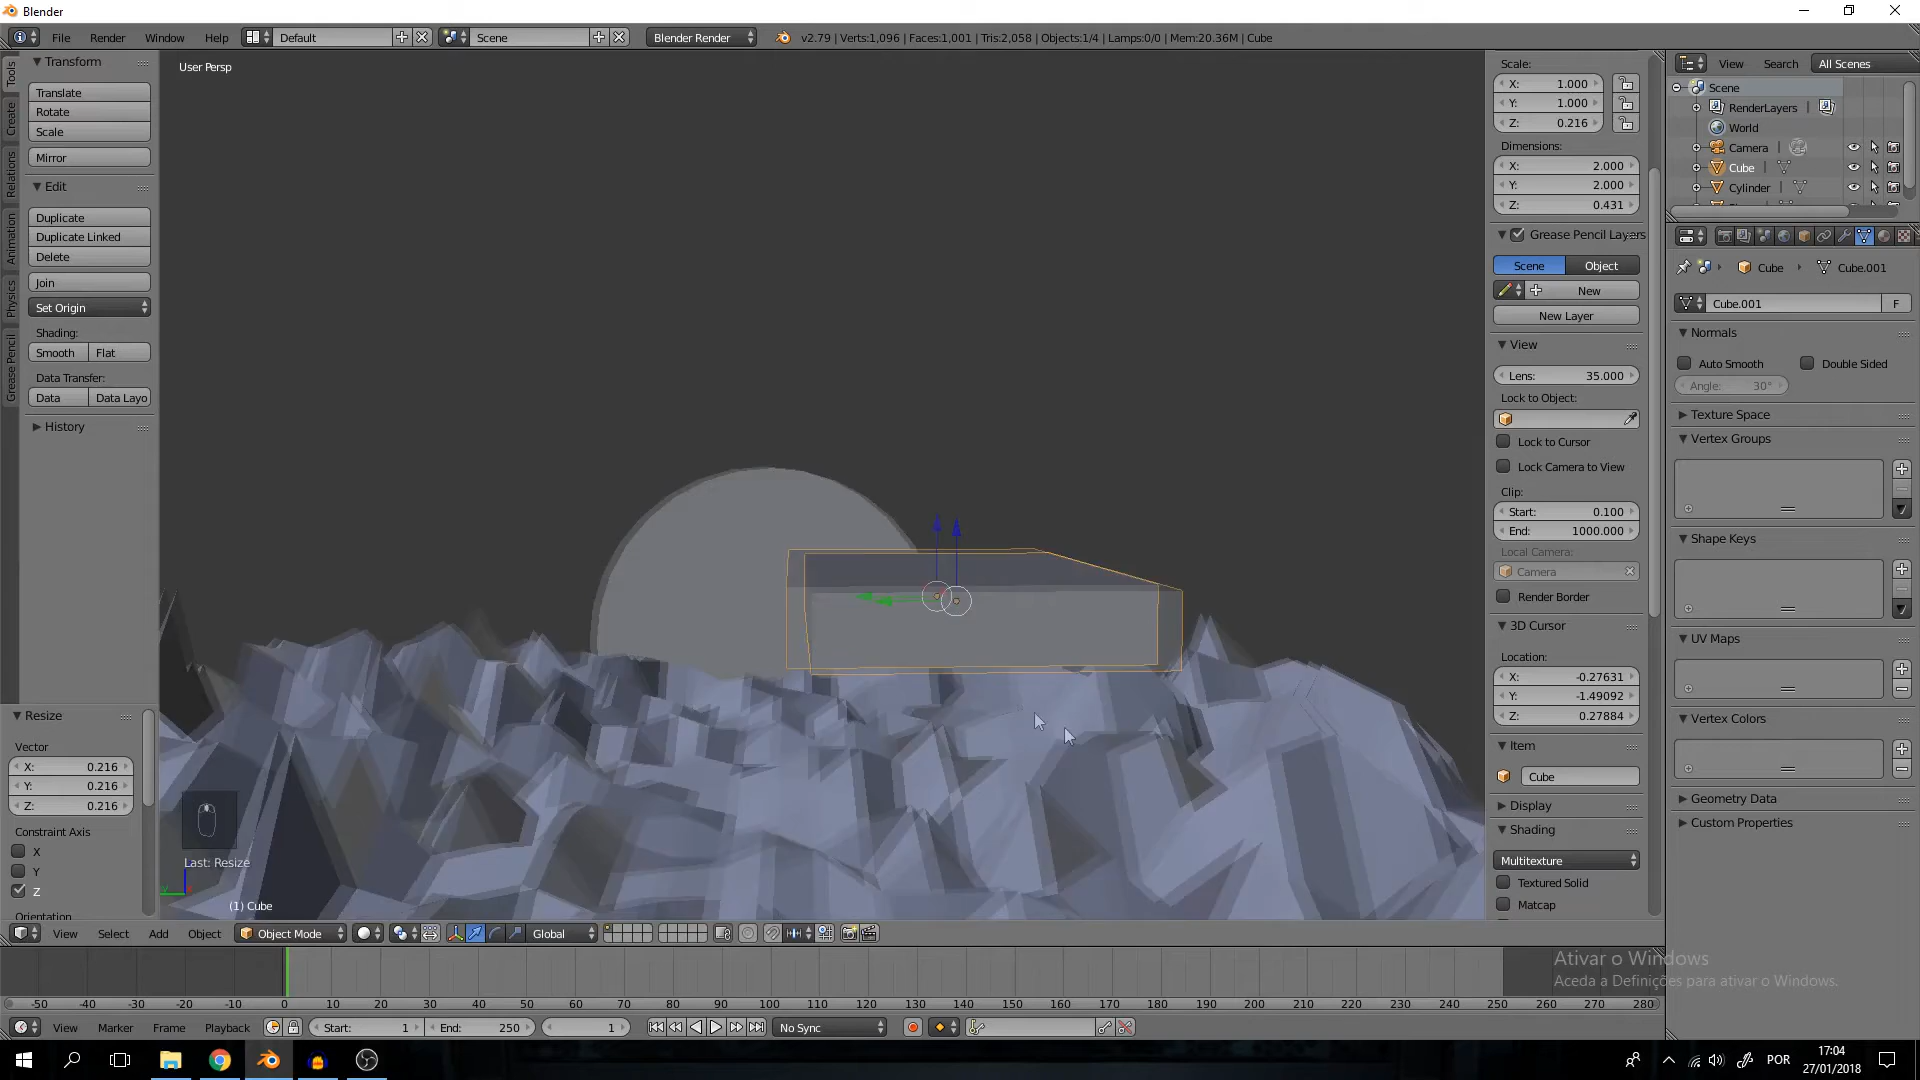 Blender
File Render Window Help Default Scene Blender Render v2.79 | Verts:1,096 | Faces:1,001 | Tris:2,058 | Objects:1/4 | Lamps:0/0 | Mem:20.36M | Cube
Tools
Create
Relations
Animation
Physics
Grease Pencil
Transform
Translate
Rotate
Scale
Mirror
Edit
Duplicate
Duplicate Linked
Delete
Join
Set Origin
Shading:
Smooth Flat
Data Transfer:
Data Data Layo
History
Resize
Vector
X: 0.216
Y: 0.216
Z: 0.216
Constraint Axis
X
Y
Z
Orientation
User Persp
Last: Resize
(1) Cube
Scale:
X: 1.000
Y: 1.000
Z: 0.216
Dimensions:
X: 2.000
Y: 2.000
Z: 0.431
Grease Pencil Layers
Scene Object
New
New Layer
View
Lens: 35.000
Lock to Object:
Lock to Cursor
Lock Camera to View
Clip:
Start: 0.100
End: 1000.000
Local Camera:
Camera
Render Border
3D Cursor
Location:
X: -0.27631
Y: -1.49092
Z: 0.27884
Item
Cube
Display
Shading
Multitexture
Textured Solid
Matcap
View Search All Scenes
Scene
RenderLayers
World
Camera
Cube
Cylinder
Cube Cube.001
Cube.001 F
Normals
Auto Smooth Double Sided
Angle: 30°
Texture Space
Vertex Groups
Shape Keys
UV Maps
Vertex Colors
Geometry Data
Custom Properties
View Select Add Object Object Mode Global
Ativar o Windows
Aceda a Definições para ativar o Windows.
-50 -40 -30 -20 -10 0 10 20 30 40 50 60 70 80 90 100 110 120 130 140 150 160 170 180 190 200 210 220 230 240 250 260 270 280
View Marker Frame Playback Start: 1 End: 250 1 No Sync
POR
17:04
27/01/2018